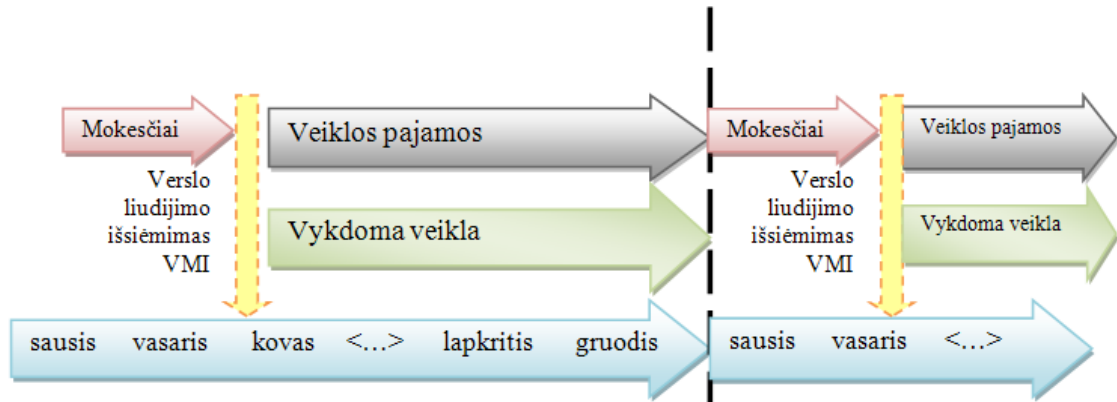 Mokesčiai
Veiklos pajamos
Mokesčiai
Veiklos pajamos
Verslo
liudijimo
išsiėmimas
VMI
Vykdoma veikla
Verslo
liudijimo
išsiėmimas
VMI
Vykdoma veikla
sausis vasaris kovas <...> lapkritis gruodis
sausis vasaris <...>